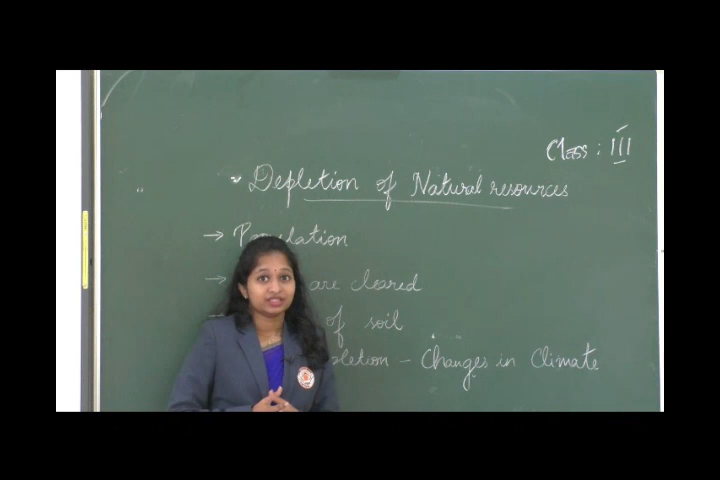 Class : III
Depletion of Natural resources
→ Population
→ are cleared
of soil
– Changes in Climate